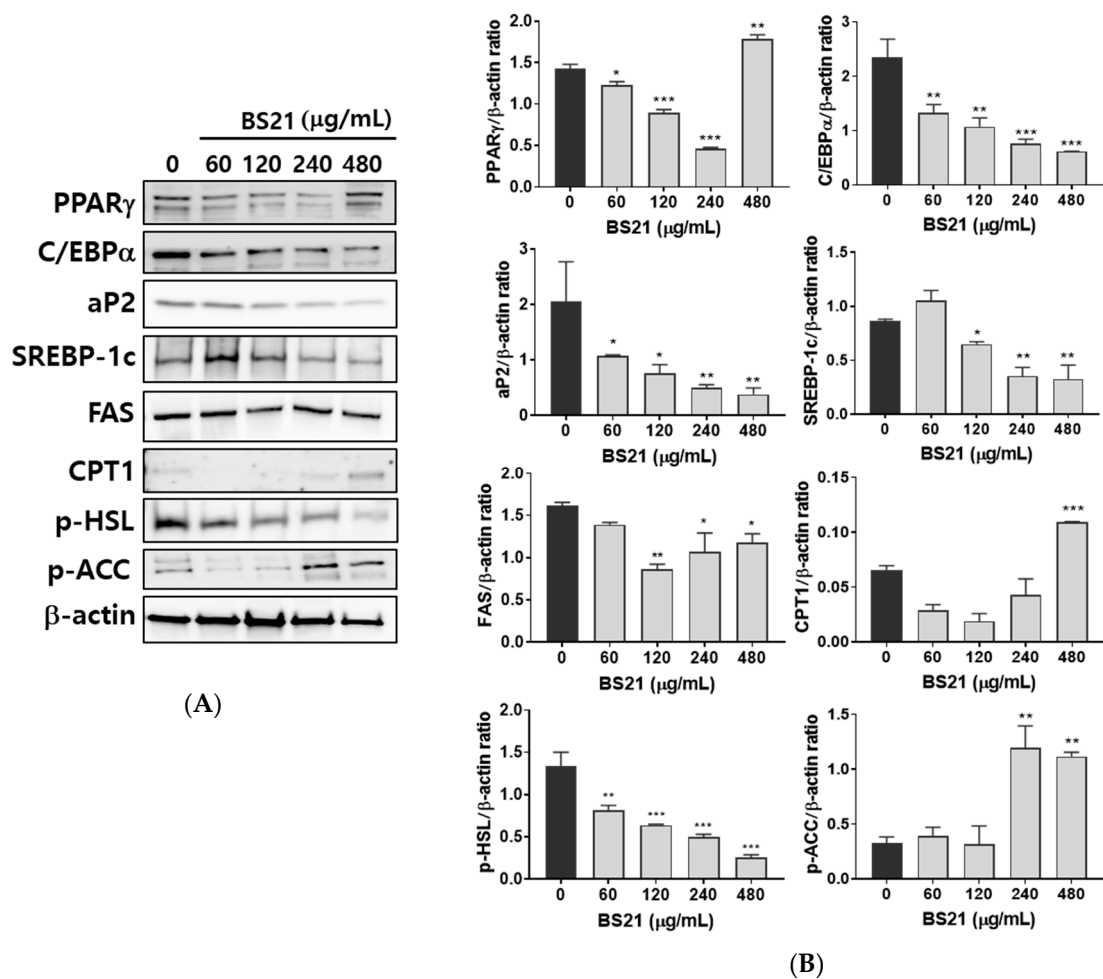 BS21 (μg/mL)
0 60 120 240 480
PPARγ
C/EBPα
aP2
SREBP-1c
FAS
CPT1
p-HSL
p-ACC
β-actin
(A)
PPARγ/β-actin ratio
2.0
1.5
1.0
0.5
0.0
* *** *** **
0 60 120 240 480
BS21 (μg/mL)
C/EBPα/β-actin ratio
3
2
1
0
** ** *** ***
0 60 120 240 480
BS21 (μg/mL)
aP2/β-actin ratio
3
2
1
0
* * ** **
0 60 120 240 480
BS21 (μg/mL)
SREBP-1c/β-actin ratio
1.5
1.0
0.5
0.0
* ** **
0 60 120 240 480
BS21 (μg/mL)
FAS/β-actin ratio
2.0
1.5
1.0
0.5
0.0
** * *
0 60 120 240 480
BS21 (μg/mL)
CPT1/β-actin ratio
0.15
0.10
0.05
0.00
***
0 60 120 240 480
BS21 (μg/mL)
p-HSL/β-actin ratio
2.0
1.5
1.0
0.5
0.0
** *** *** ***
0 60 120 240 480
BS21 (μg/mL)
p-ACC/β-actin ratio
1.5
1.0
0.5
0.0
** **
0 60 120 240 480
BS21 (μg/mL)
(B)